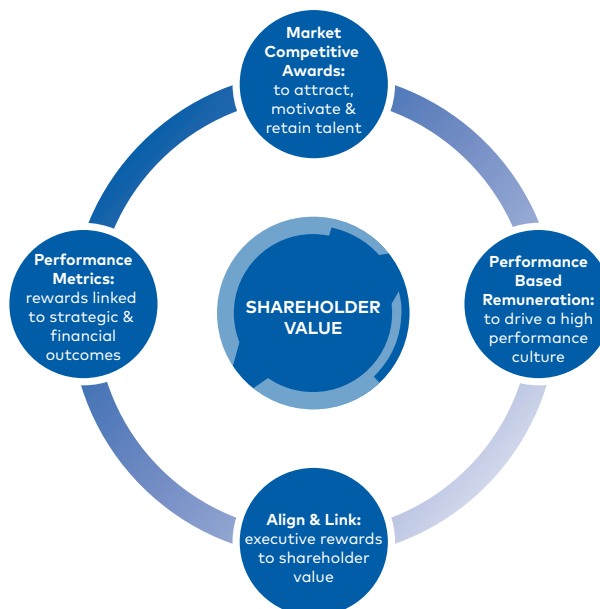 Market
Competitive
Awards:
to attract,
motivate &
retain talent
Performance
Metrics:
rewards linked
to strategic &
financial
outcomes
SHAREHOLDER
VALUE
Performance
Based
Remuneration:
to drive a high
performance
culture
Align & Link:
executive rewards
to shareholder
value